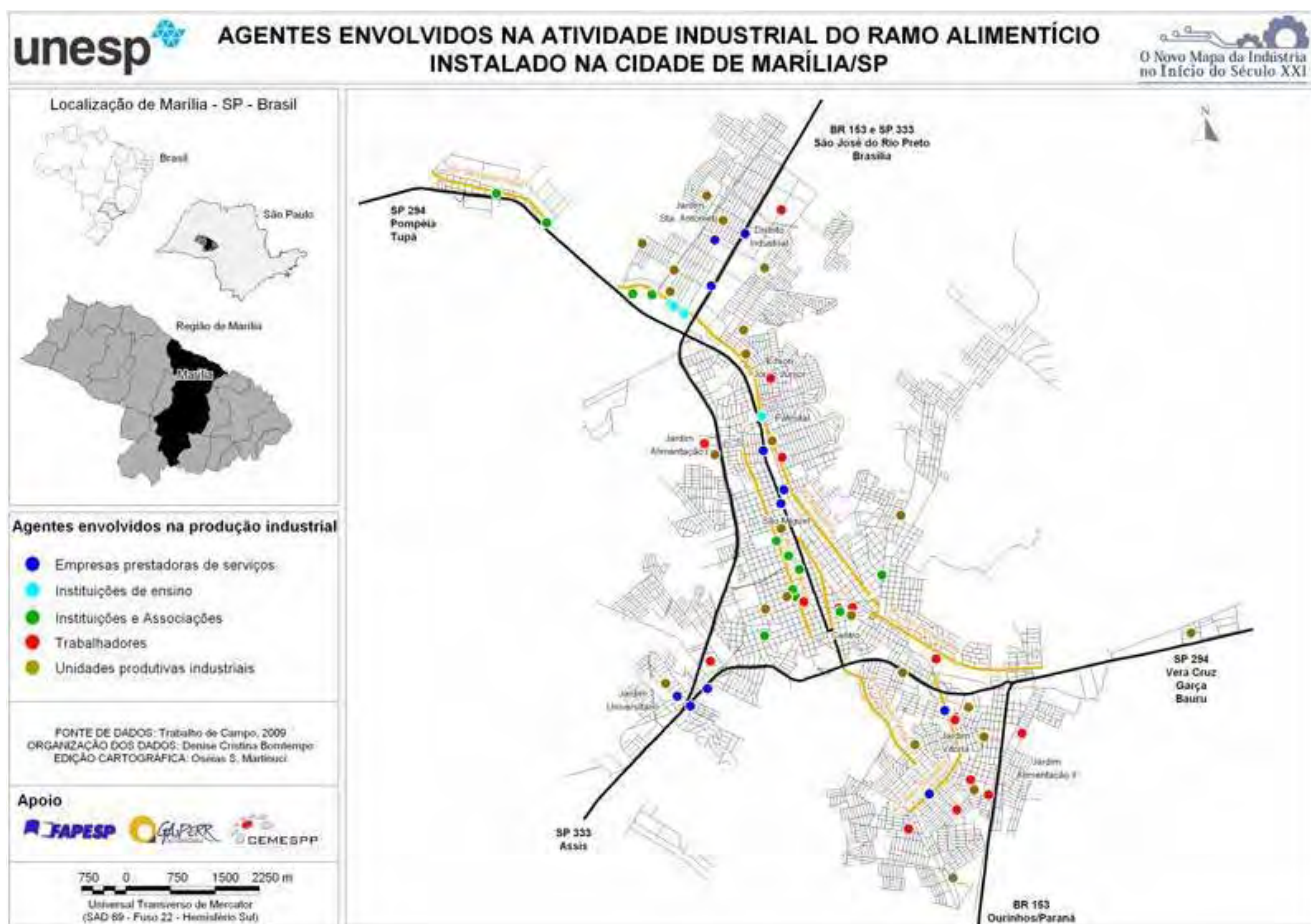 unesp
AGENTES ENVOLVIDOS NA ATIVIDADE INDUSTRIAL DO RAMO ALIMENTÍCIO
INSTALADO NA CIDADE DE MARÍLIA/SP
O Novo Mapa da Indústria
no Início do Século XXI
Localização de Marília - SP - Brasil
Brasil
São Paulo
Região de Marília
Marília
Agentes envolvidos na produção industrial
Empresas prestadoras de serviços
Instituições de ensino
Instituições e Associações
Trabalhadores
Unidades produtivas industriais
FONTE DE DADOS: Trabalho de Campo, 2009
ORGANIZAÇÃO DOS DADOS: Denise Cristina Bomtempo
EDIÇÃO CARTOGRÁFICA: Oseias S. Martinuci
Apoio
FAPESP
GAsPERR
CEMESPP
750 0 750 1500 2250 m
Universal Transverso de Mercator
(SAD 69 - Fuso 22 - Hemisfério Sul)
N
BR 153 e SP 333
São José do Rio Preto
Brasília
SP 294
Pompéia
Tupã
Jardim
Sta. Antonieta
Distrito
Industrial
Palmital
Jardim
Alimentação I
São Miguel
Centro
Jardim
Universitário
SP 294
Vera Cruz
Garça
Bauru
Jardim
Vitória
Jardim
Alimentação II
SP 333
Assis
BR 153
Ourinhos/Paraná